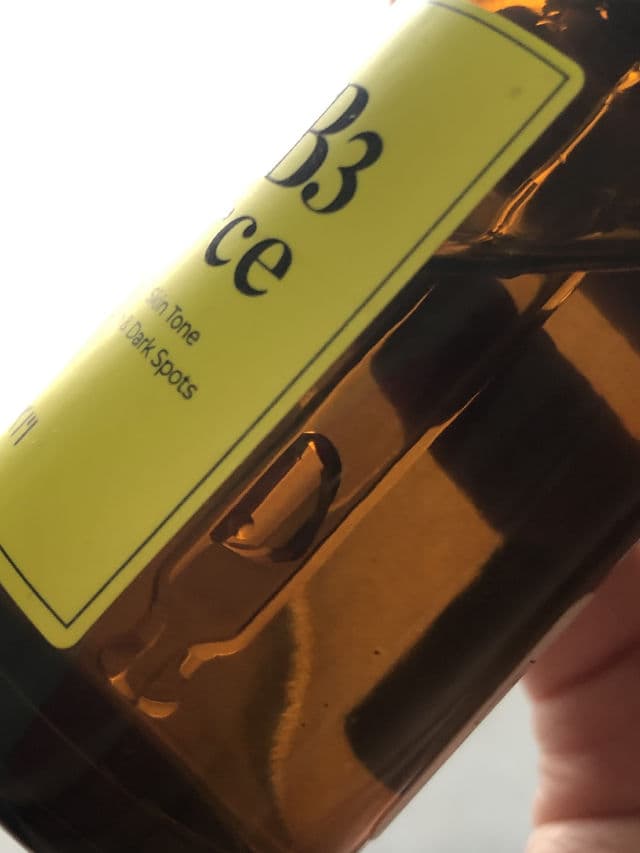 B3
ce
Skin Tone
& Dark Spots